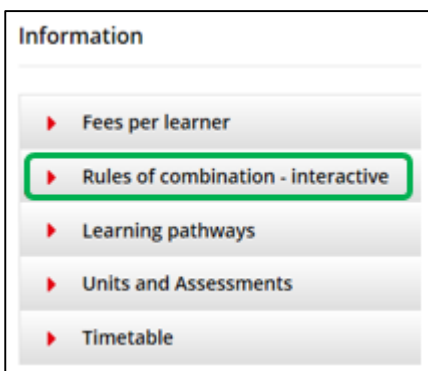 Information
Fees per learner
Rules of combination - interactive
Learning pathways
Units and Assessments
Timetable